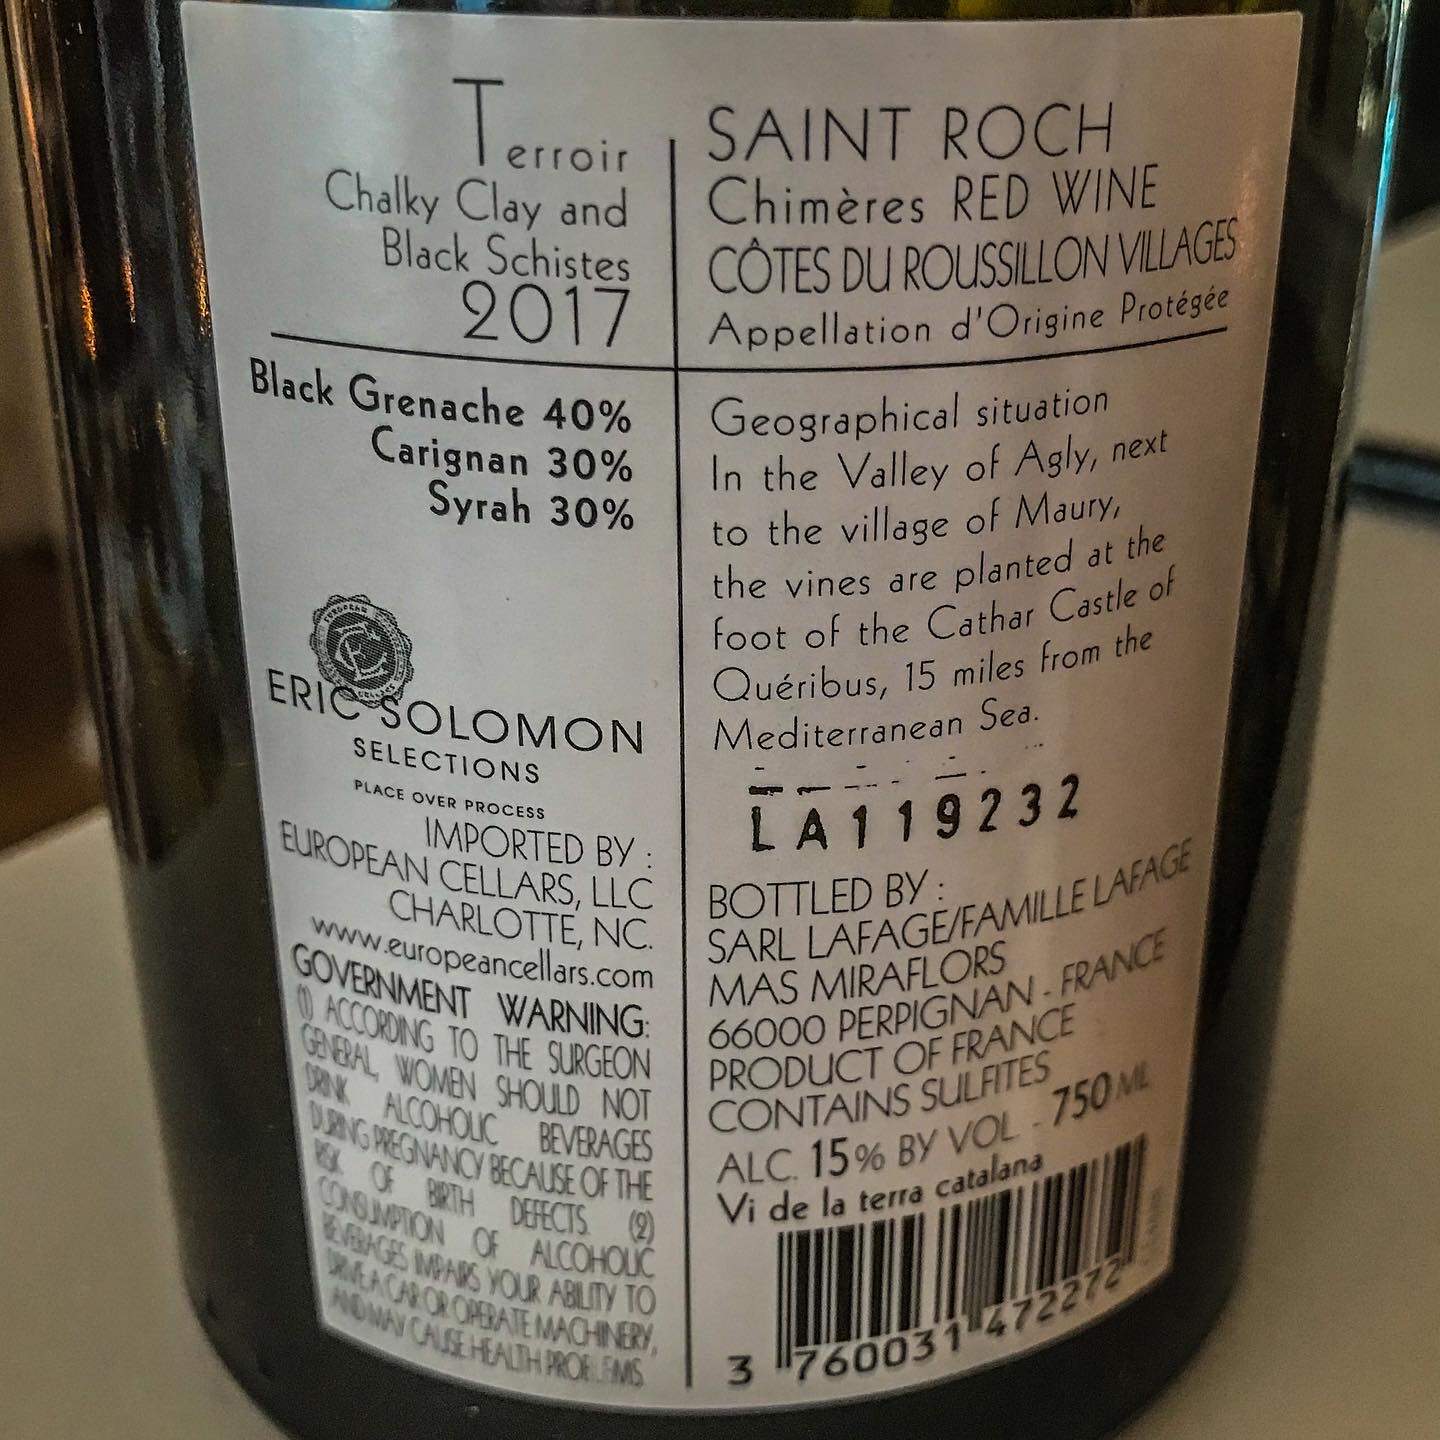 Terroir
Chalky Clay and
Black Schistes
2017
Black Grenache 40%
Carignan 30%
Syrah 30%
ERIC SOLOMON
SELECTIONS
PLACE OVER PROCESS
IMPORTED BY :
EUROPEAN CELLARS, LLC
CHARLOTTE, NC.
www.europeancellars.com
GOVERNMENT WARNING:
(1) ACCORDING TO THE SURGEON
GENERAL, WOMEN SHOULD NOT
DRINK ALCOHOLIC BEVERAGES
DURING PREGNANCY BECAUSE OF THE
RISK OF BIRTH DEFECTS. (2)
CONSUMPTION OF ALCOHOLIC
BEVERAGES IMPAIRS YOUR ABILITY TO
DRIVE A CAR OR OPERATE MACHINERY,
AND MAY CAUSE HEALTH PROBLEMS
SAINT ROCH
Chimères RED WINE
CÔTES DU ROUSSILLON VILLAGES
Appellation d'Origine Protégée
Geographical situation
In the Valley of Agly, next
to the village of Maury,
the vines are planted at the
foot of the Cathar Castle of
Quéribus, 15 miles from the
Mediterranean Sea.
LA119232
BOTTLED BY :
SARL LAFAGE/FAMILLE LAFAGE
MAS MIRAFLORS
66000 PERPIGNAN - FRANCE
PRODUCT OF FRANCE
CONTAINS SULFITES
ALC. 15% BY VOL - 750 ML
Vi de la terra catalana
3 760031 472272